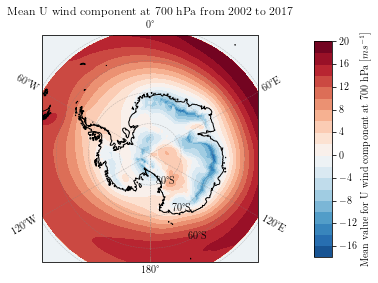 Mean U wind component at 700 hPa from 2002 to 2017
0°
60°W
60°E
80°S
70°S
60°S
120°W
120°E
180°
20
16
12
8
4
0
−4
−8
−12
−16
Mean value for U wind component at 700 hPa [ms⁻¹]